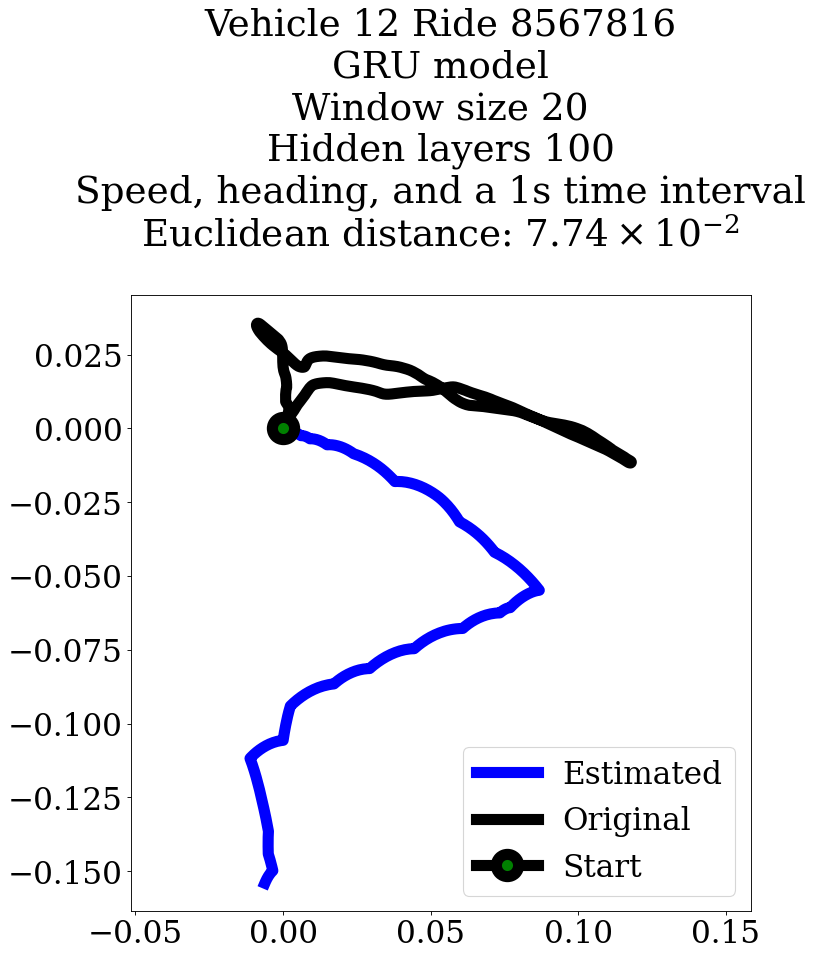 Vehicle 12 Ride 8567816
GRU model
Window size 20
Hidden layers 100
Speed, heading, and a 1s time interval
Euclidean distance: 7.74 × 10⁻²
0.025
0.000
−0.025
−0.050
−0.075
−0.100
−0.125
−0.150
−0.05 0.00 0.05 0.10 0.15
Estimated
Original
Start